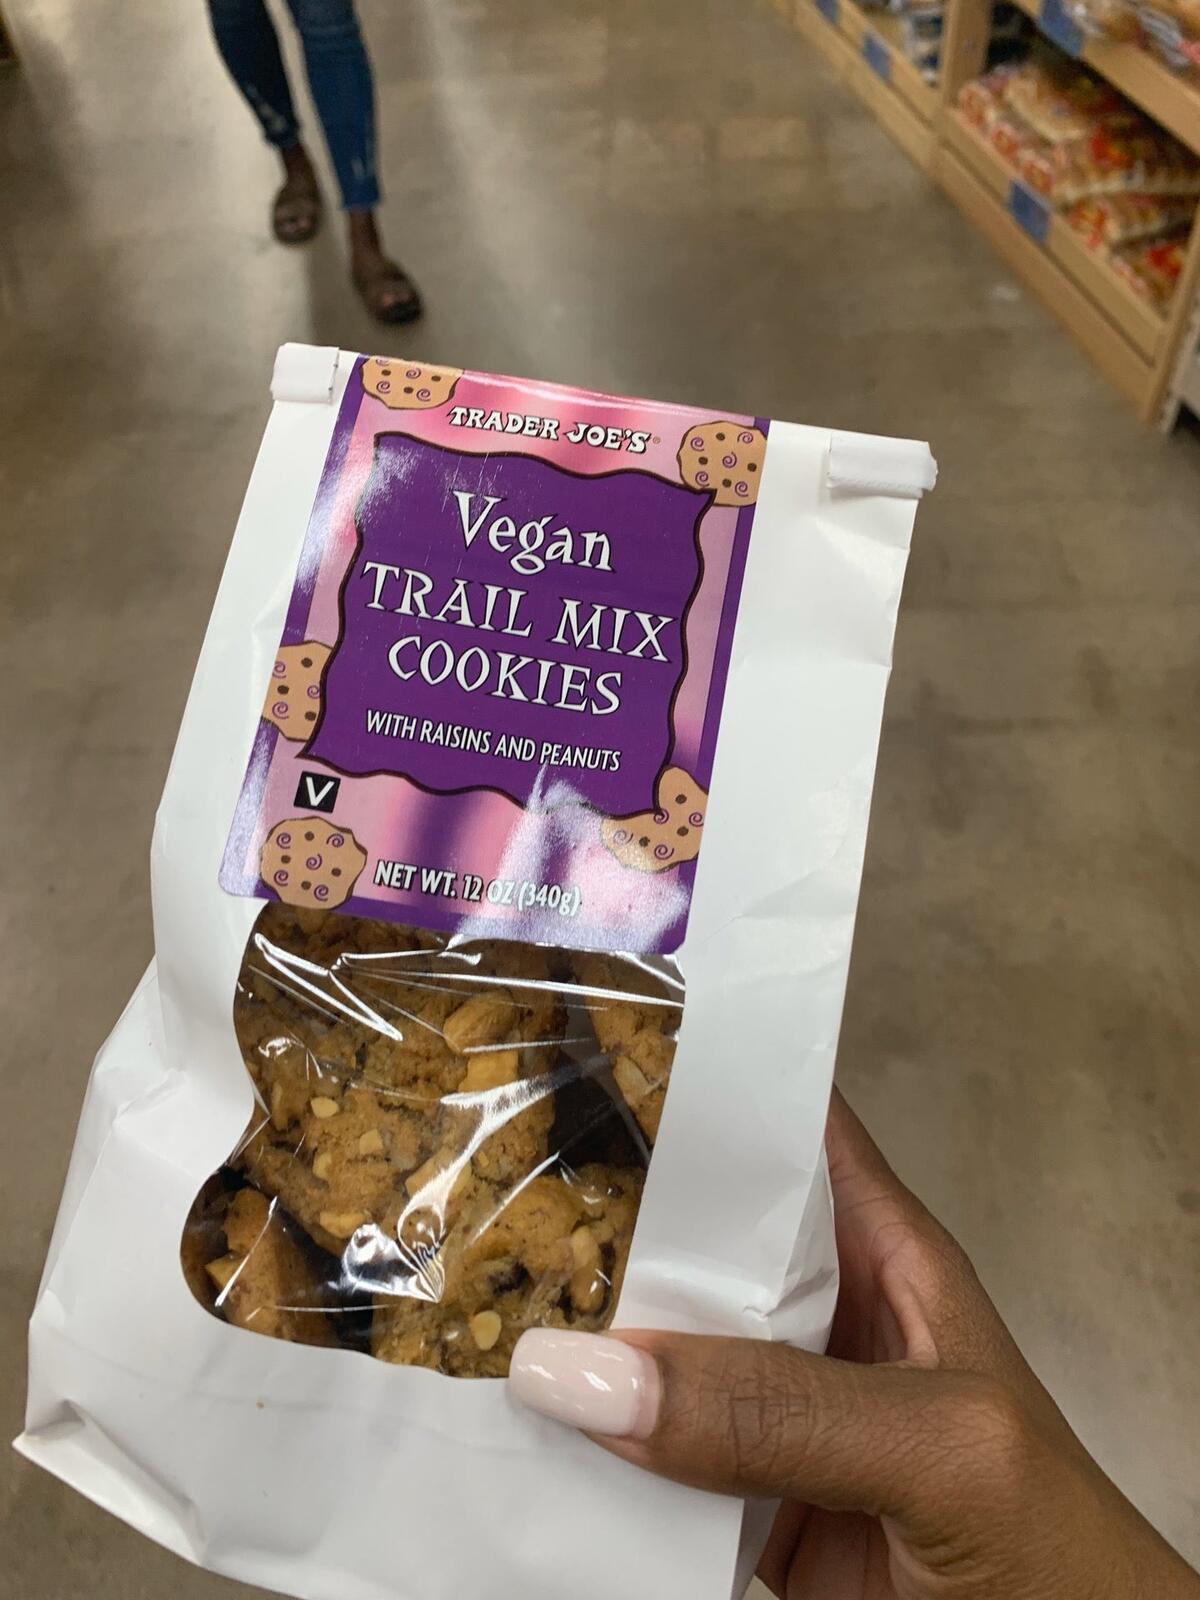 TRADER JOE'S
Vegan
TRAIL MIX
COOKIES
WITH RAISINS AND PEANUTS
V
NET WT. 12 OZ (340g)